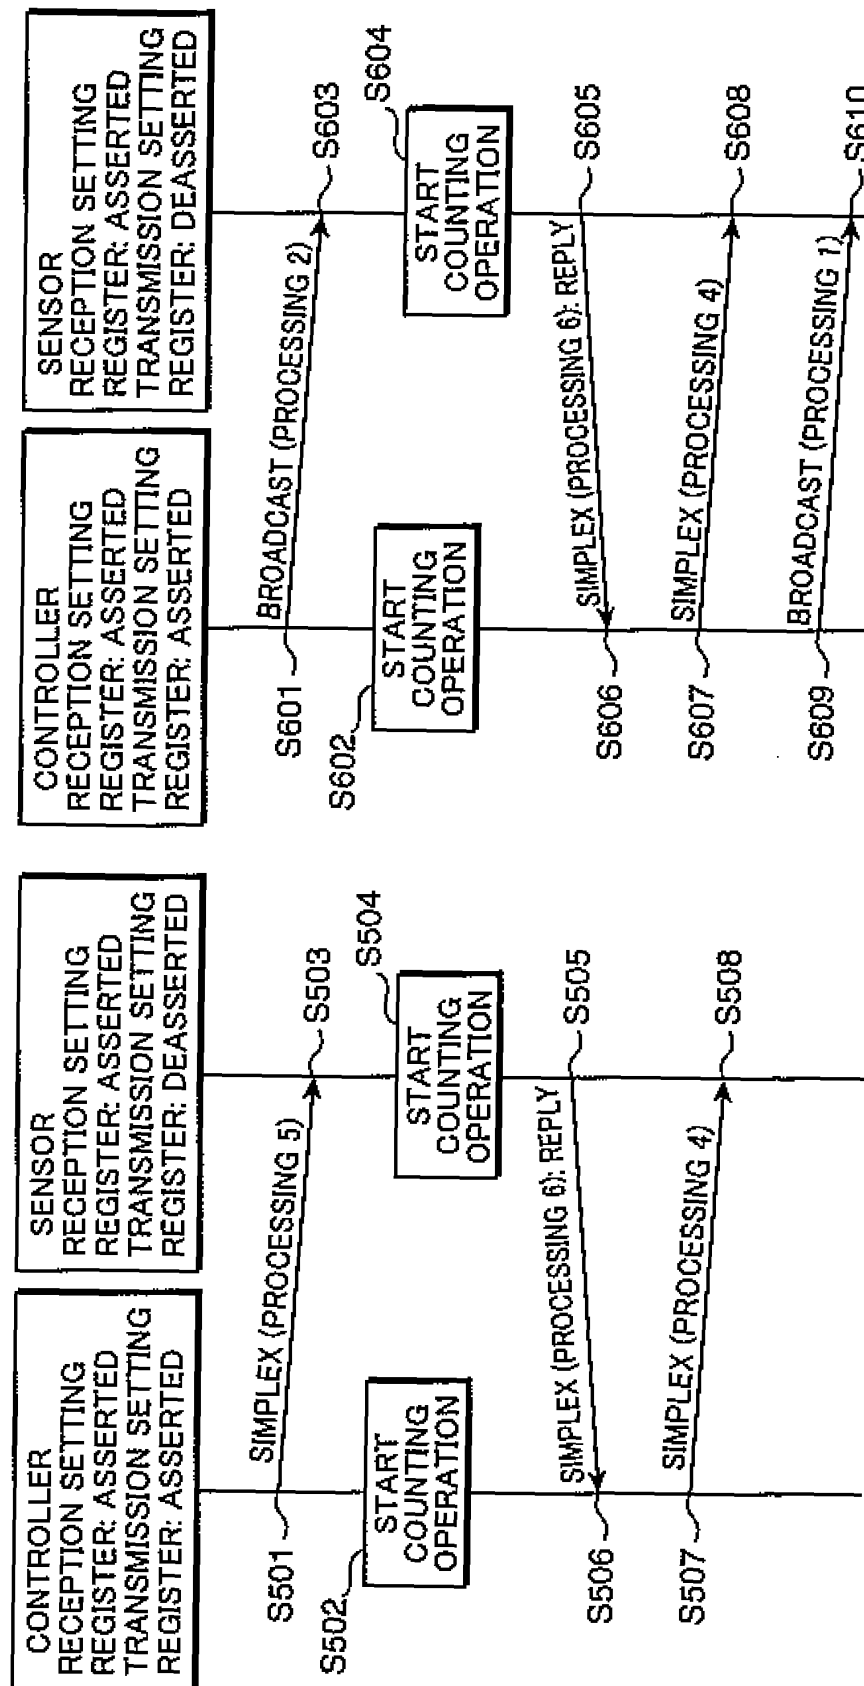 CONTROLLER
RECEPTION SETTING
REGISTER: ASSERTED
TRANSMISSION SETTING
REGISTER: ASSERTED
SENSOR
RECEPTION SETTING
REGISTER: ASSERTED
TRANSMISSION SETTING
REGISTER: DEASSERTED
S501
SIMPLEX (PROCESSING 5)
S503
S502
START
COUNTING
OPERATION
S504
START
COUNTING
OPERATION
S505
SIMPLEX (PROCESSING 6): REPLY
S506
S507
SIMPLEX (PROCESSING 4)
S508
CONTROLLER
RECEPTION SETTING
REGISTER: ASSERTED
TRANSMISSION SETTING
REGISTER: ASSERTED
SENSOR
RECEPTION SETTING
REGISTER: ASSERTED
TRANSMISSION SETTING
REGISTER: DEASSERTED
S601
BROADCAST (PROCESSING 2)
S603
S602
START
COUNTING
OPERATION
S604
START
COUNTING
OPERATION
S605
SIMPLEX (PROCESSING 6): REPLY
S606
S607
SIMPLEX (PROCESSING 4)
S608
S609
BROADCAST (PROCESSING 1)
S610